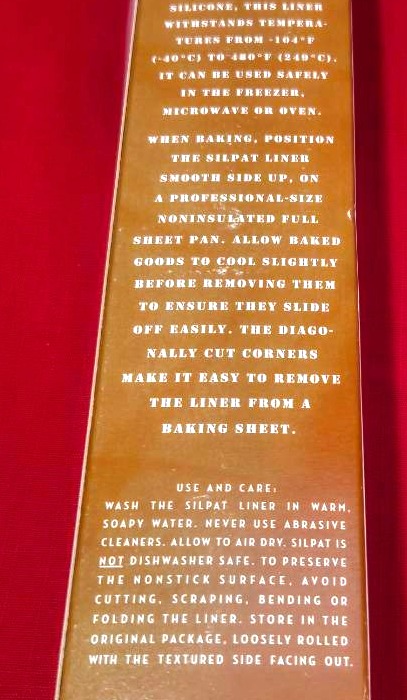 SILICONE, THIS LINER
WITHSTANDS TEMPERA-
TURES FROM -104°F
(-40°C) TO 480°F (249°C).
IT CAN BE USED SAFELY
IN THE FREEZER,
MICROWAVE OR OVEN.
WHEN BAKING, POSITION
THE SILPAT LINER
SMOOTH SIDE UP, ON
A PROFESSIONAL-SIZE
NONINSULATED FULL
SHEET PAN. ALLOW BAKED
GOODS TO COOL SLIGHTLY
BEFORE REMOVING THEM
TO ENSURE THEY SLIDE
OFF EASILY. THE DIAGO-
NALLY CUT CORNERS
MAKE IT EASY TO REMOVE
THE LINER FROM A
BAKING SHEET.
USE AND CARE:
WASH THE SILPAT LINER IN WARM,
SOAPY WATER. NEVER USE ABRASIVE
CLEANERS. ALLOW TO AIR DRY. SILPAT IS
NOT DISHWASHER SAFE. TO PRESERVE
THE NONSTICK SURFACE, AVOID
CUTTING, SCRAPING, BENDING OR
FOLDING THE LINER. STORE IN THE
ORIGINAL PACKAGE, LOOSELY ROLLED
WITH THE TEXTURED SIDE FACING OUT.